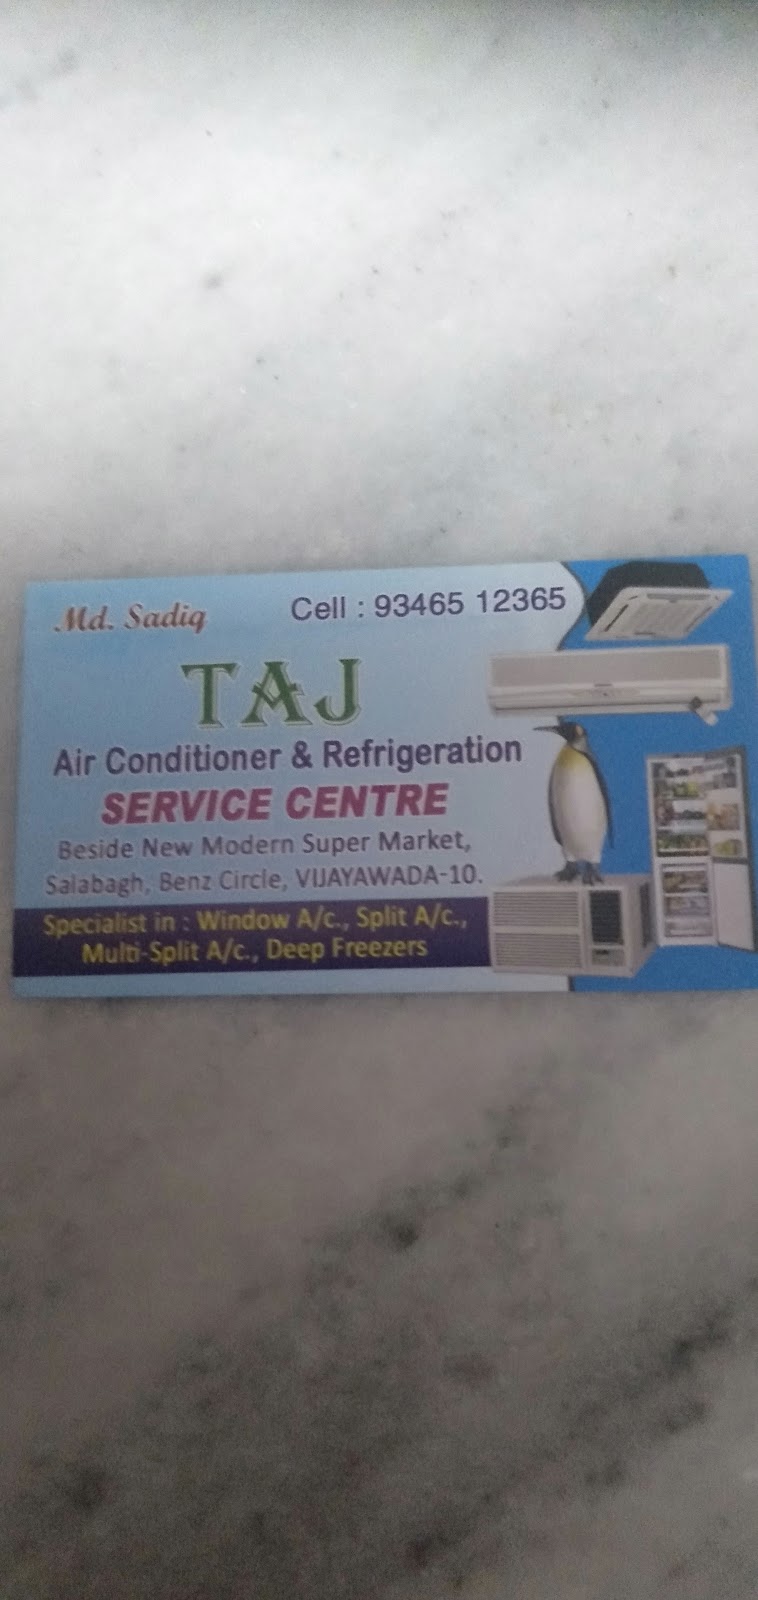 Md. Sadiq
Cell : 93465 12365
TAJ
Air Conditioner & Refrigeration
SERVICE CENTRE
Beside New Modern Super Market,
Salabagh, Benz Circle, VIJAYAWADA-10.
Specialist in : Window A/c., Split A/c.,
Multi-Split A/c., Deep Freezers